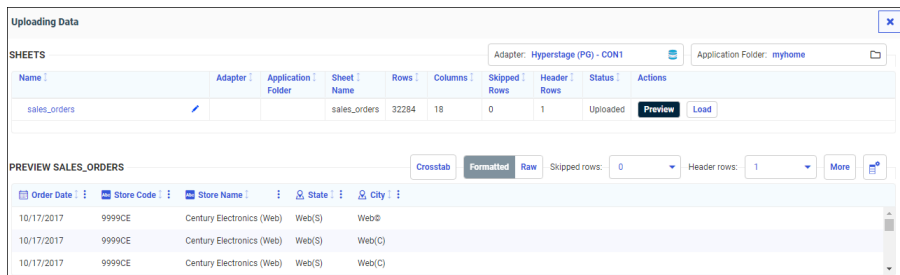 Uploading Data
SHEETS
Adapter: Hyperstage (PG) - CON1
Application Folder: myhome
Name Adapter Application Folder Sheet Name Rows Columns Skipped Rows Header Rows Status Actions
sales_orders sales_orders 32284 18 0 1 Uploaded Preview Load
PREVIEW SALES_ORDERS Crosstab Formatted Raw Skipped rows: 0 Header rows: 1 More
Order Date Abc Store Code Abc Store Name State City
10/17/2017 9999CE Century Electronics (Web) Web(S) Web©
10/17/2017 9999CE Century Electronics (Web) Web(S) Web(C)
10/17/2017 9999CE Century Electronics (Web) Web(S) Web(C)